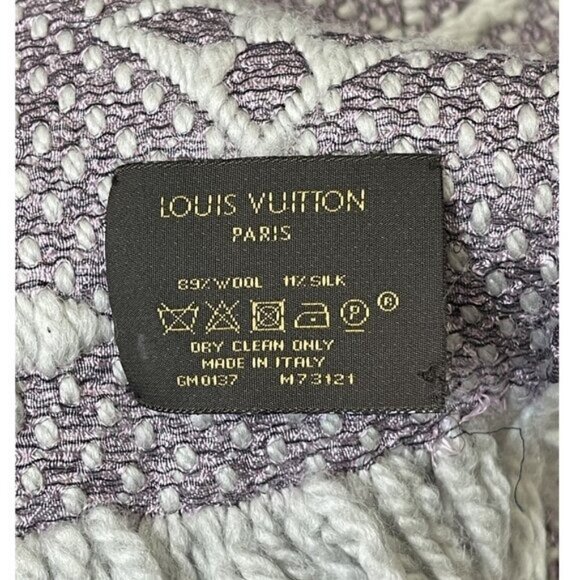 LOUIS VUITTON
PARIS
89% WOOL 11% SILK
P ®
DRY CLEAN ONLY
MADE IN ITALY
GM0137 M73121